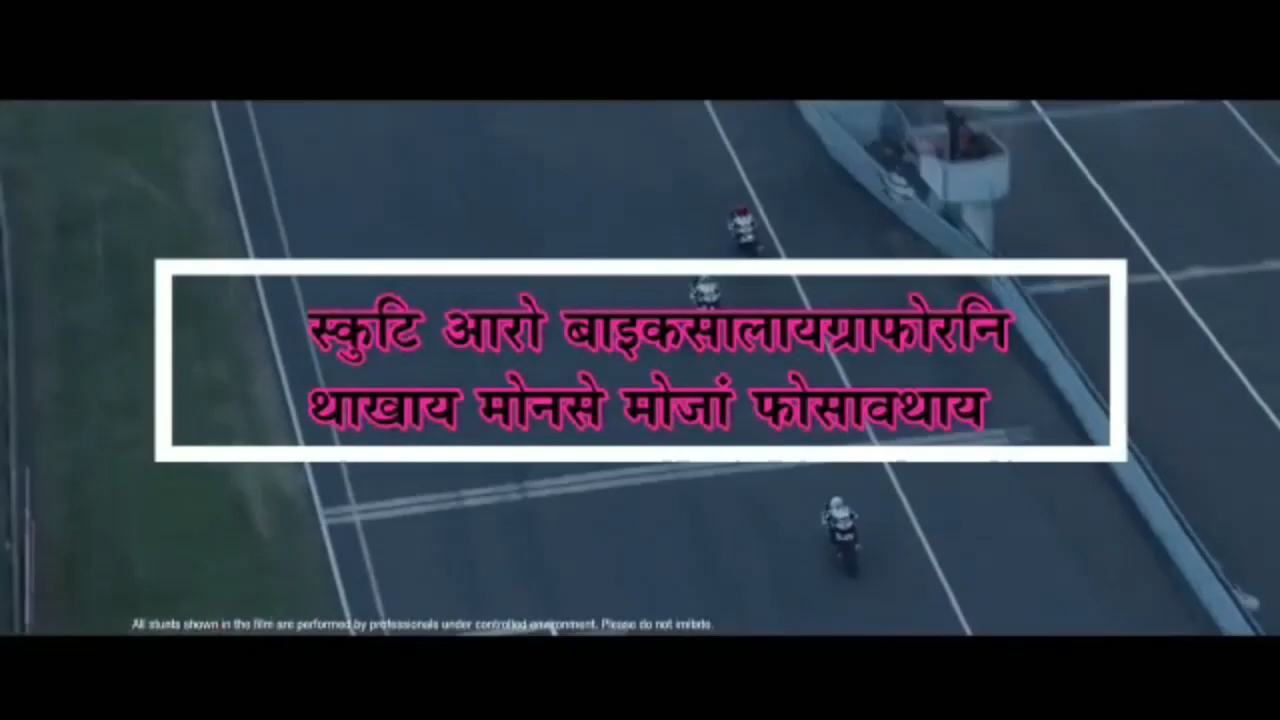 स्कुटि आरो बाइकसालायग्राफोरनि
थाखाय मोनसे मोजां फोसावथाय
All stunts shown in the film are performed by professionals under controlled environment. Please do not imitate.